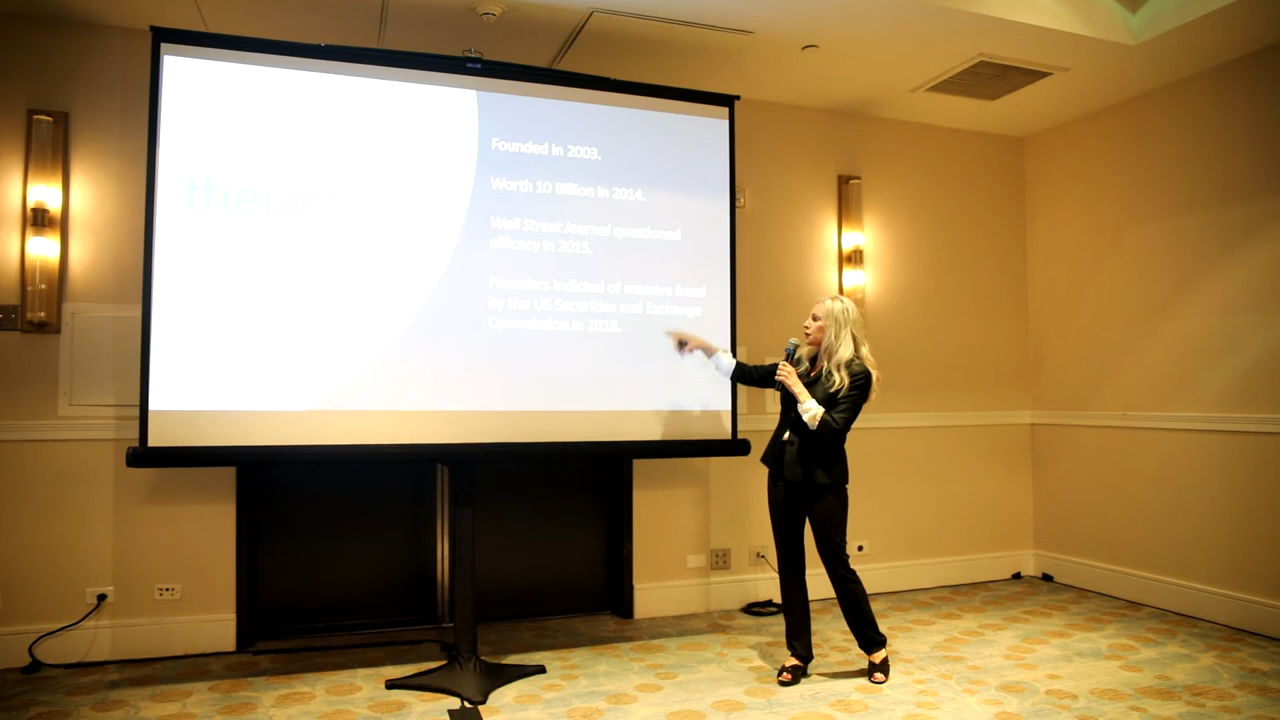 Founded in 2003.
Worth 10 Billion in 2014.
Wall Street Journal questioned
efficacy in 2015.
Founders indicted of massive fraud
by the US Securities and Exchange
Commission in 2018.